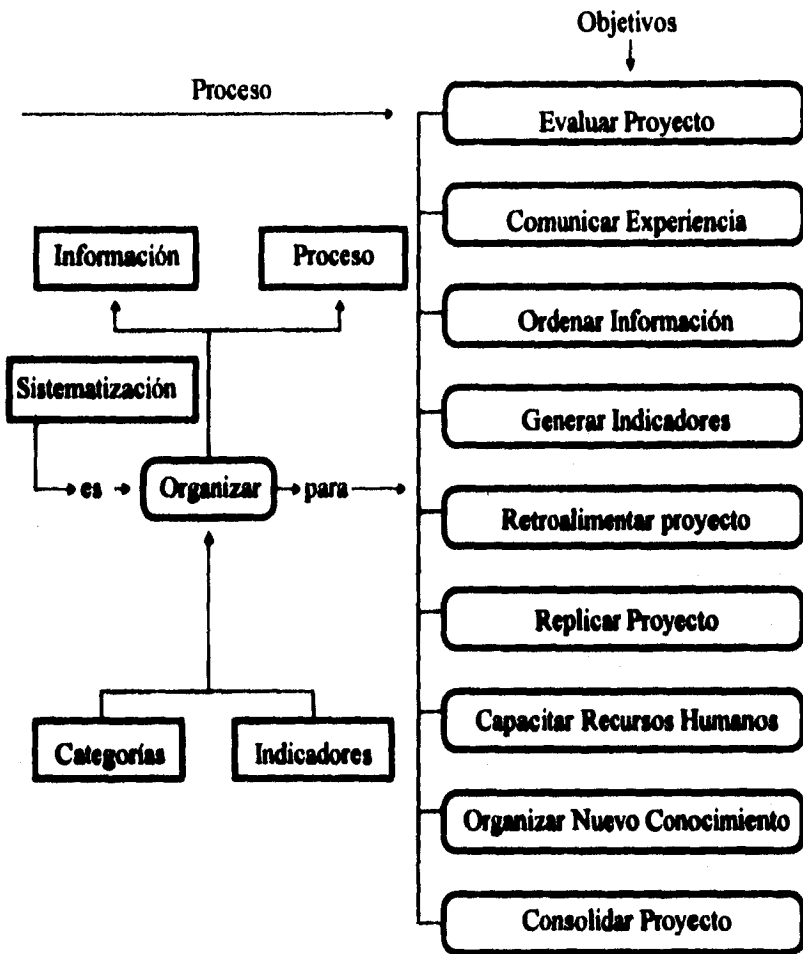 Objetivos
Proceso
Evaluar Proyecto
Comunicar Experiencia
Información
Proceso
Ordenar Información
Sistematización
Generar Indicadores
es
Organizar
para
Retroalimentar proyecto
Replicar Proyecto
Categorías
Indicadores
Capacitar Recursos Humanos
Organizar Nuevo Conocimiento
Consolidar Proyecto